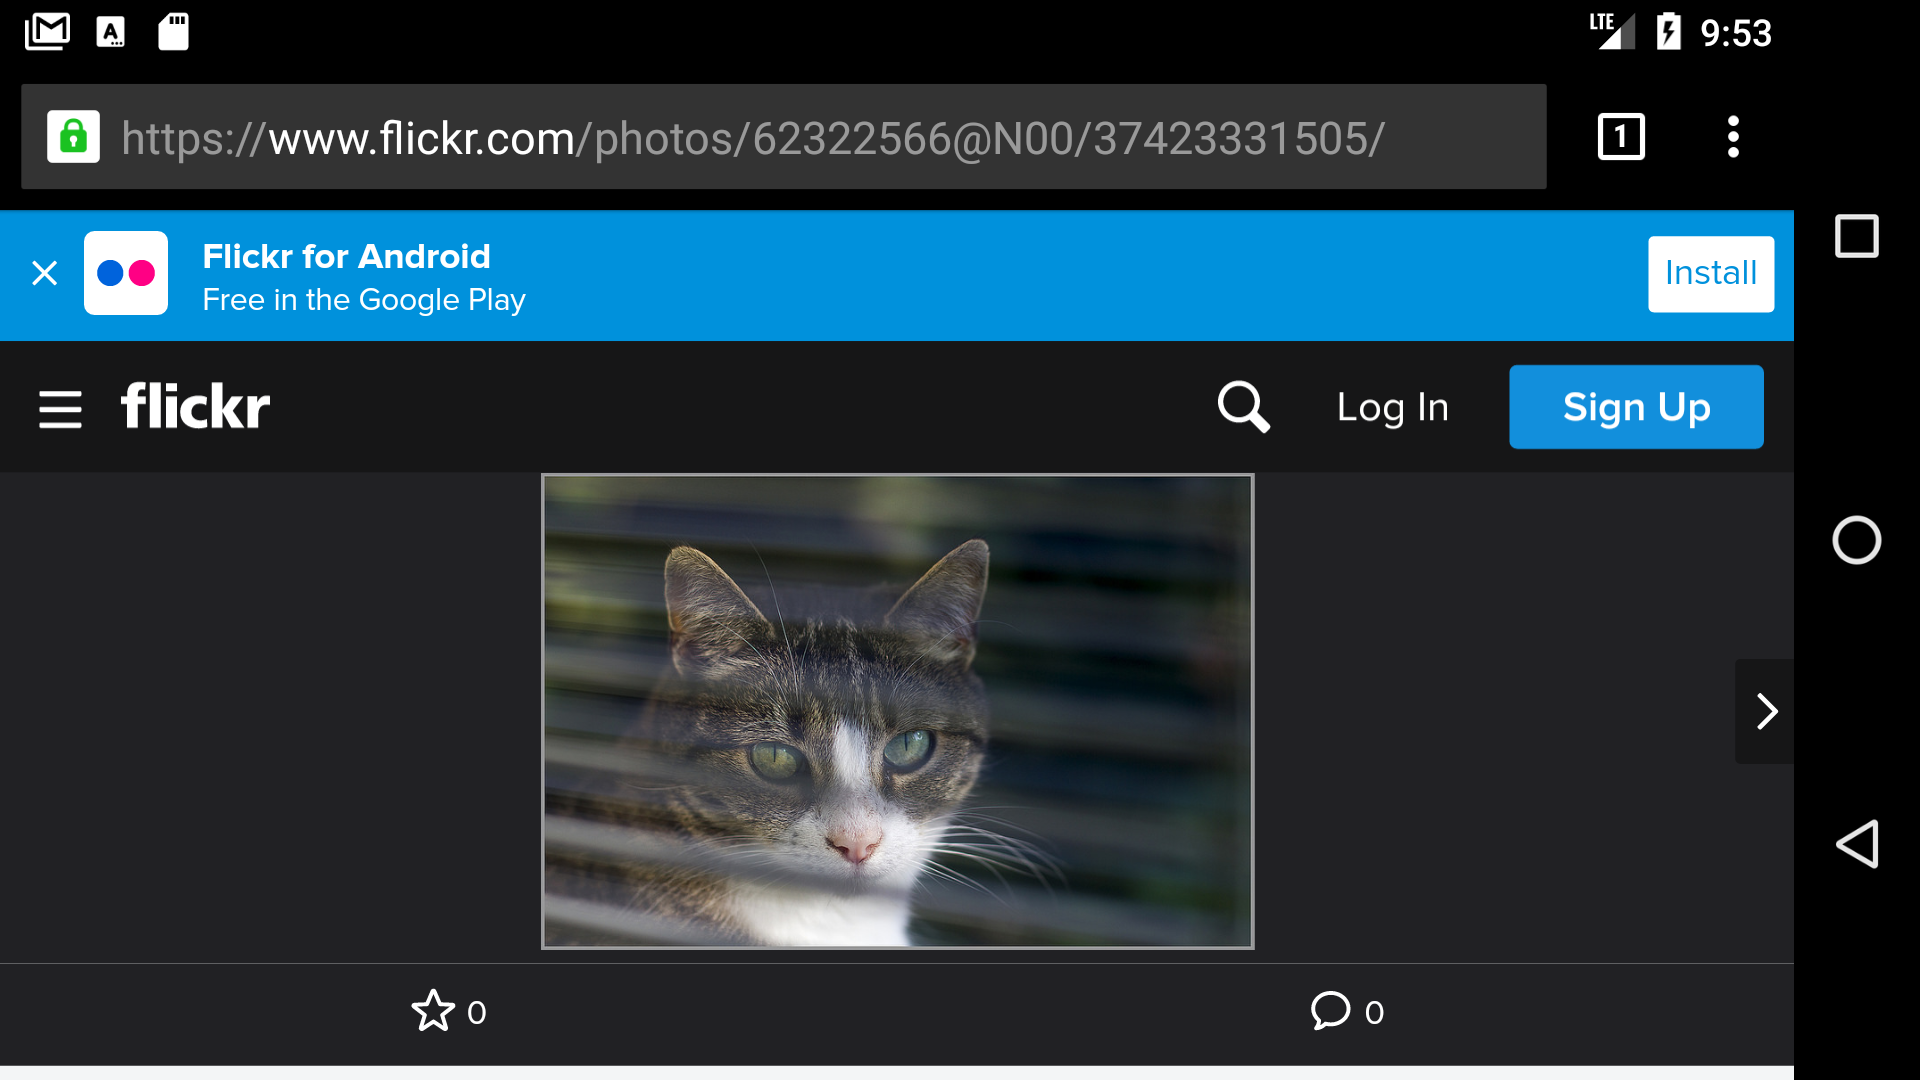 LTE 9:53
https://www.flickr.com/photos/62322566@N00/37423331505/
1
Flickr for Android
Free in the Google Play
Install
flickr
Log In
Sign Up
0
0